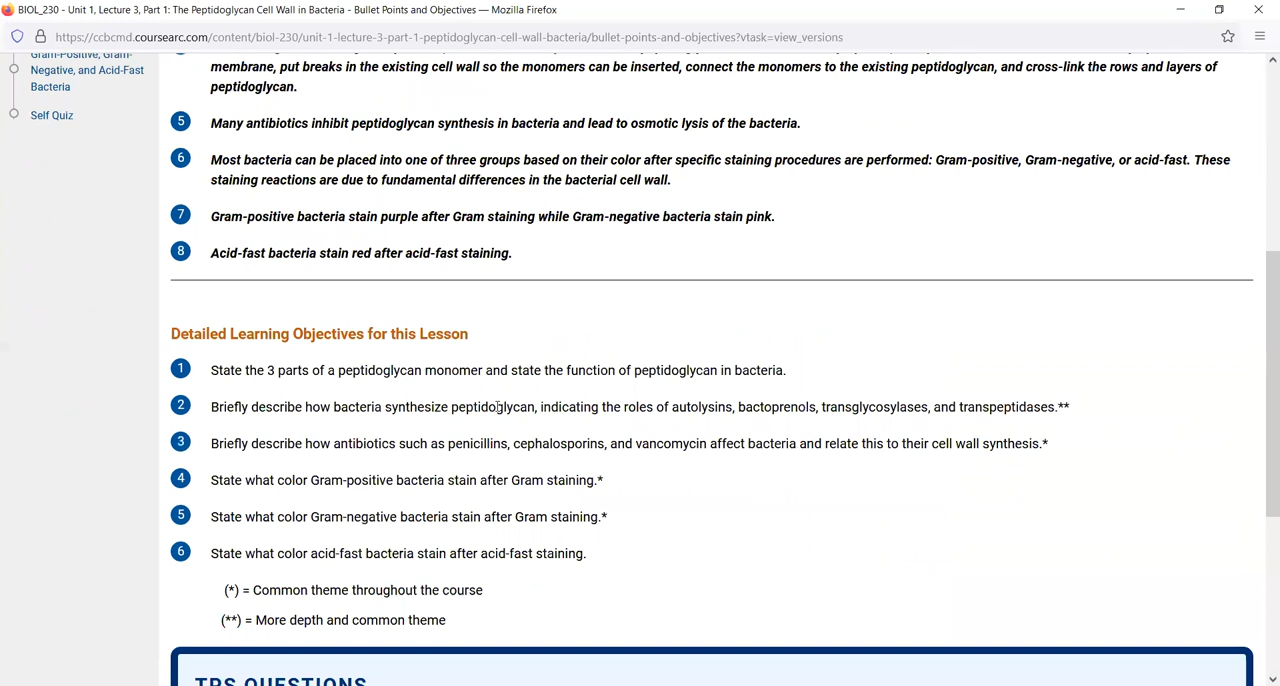 BIOL_230 - Unit 1, Lecture 3, Part 1: The Peptidoglycan Cell Wall in Bacteria - Bullet Points and Objectives — Mozilla Firefox
https://ccbcmd.coursearc.com/content/biol-230/unit-1-lecture-3-part-1-peptidoglycan-cell-wall-bacteria/bullet-points-and-objectives?vtask=view_versions
Gram-Positive, Gram-
Negative, and Acid-Fast
Bacteria
Self Quiz
membrane, put breaks in the existing cell wall so the monomers can be inserted, connect the monomers to the existing peptidoglycan, and cross-link the rows and layers of
peptidoglycan.
5 Many antibiotics inhibit peptidoglycan synthesis in bacteria and lead to osmotic lysis of the bacteria.
6 Most bacteria can be placed into one of three groups based on their color after specific staining procedures are performed: Gram-positive, Gram-negative, or acid-fast. These
staining reactions are due to fundamental differences in the bacterial cell wall.
7 Gram-positive bacteria stain purple after Gram staining while Gram-negative bacteria stain pink.
8 Acid-fast bacteria stain red after acid-fast staining.
Detailed Learning Objectives for this Lesson
1 State the 3 parts of a peptidoglycan monomer and state the function of peptidoglycan in bacteria.
2 Briefly describe how bacteria synthesize peptidoglycan, indicating the roles of autolysins, bactoprenols, transglycosylases, and transpeptidases.**
3 Briefly describe how antibiotics such as penicillins, cephalosporins, and vancomycin affect bacteria and relate this to their cell wall synthesis.*
4 State what color Gram-positive bacteria stain after Gram staining.*
5 State what color Gram-negative bacteria stain after Gram staining.*
6 State what color acid-fast bacteria stain after acid-fast staining.
(*) = Common theme throughout the course
(**) = More depth and common theme
TPS QUESTIONS